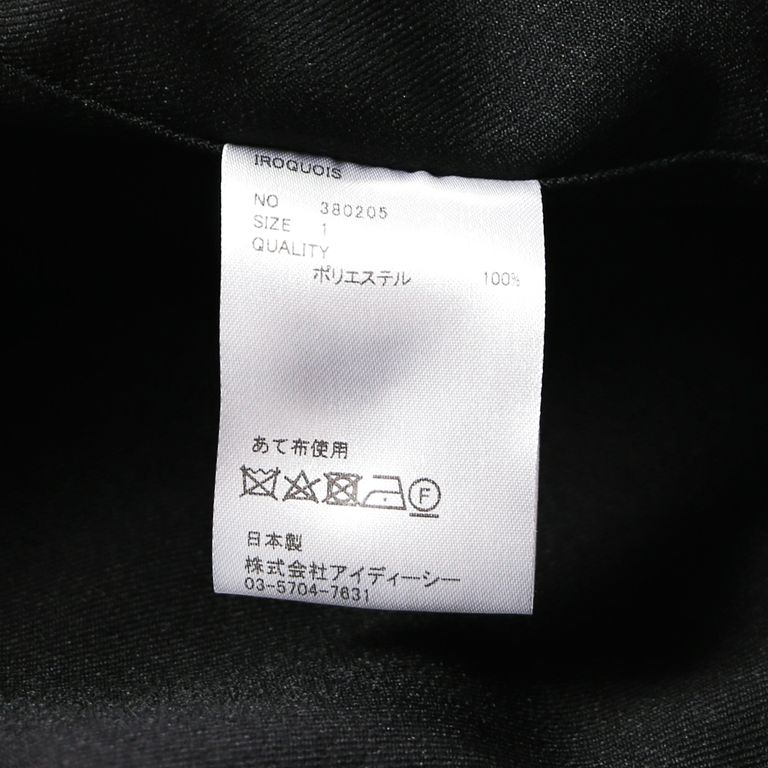 IROQUOIS
NO 380205
SIZE 1
QUALITY
ポリエステル 100%
あて布使用
F
日本製
株式会社アイディーシー
03-5704-7631